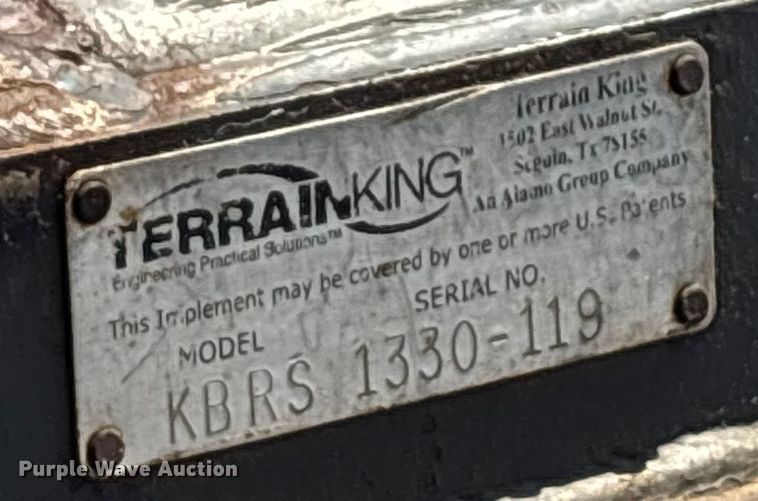 Terrain King
1502 East Walnut St.
Seguin, Tx 78155
An Alamo Group Company
TERRAINKING™
Engineering Practical Solutions™
This Implement may be covered by one or more U.S. Patents
MODEL
SERIAL NO.
KBRS 1330-119
Purple Wave Auction